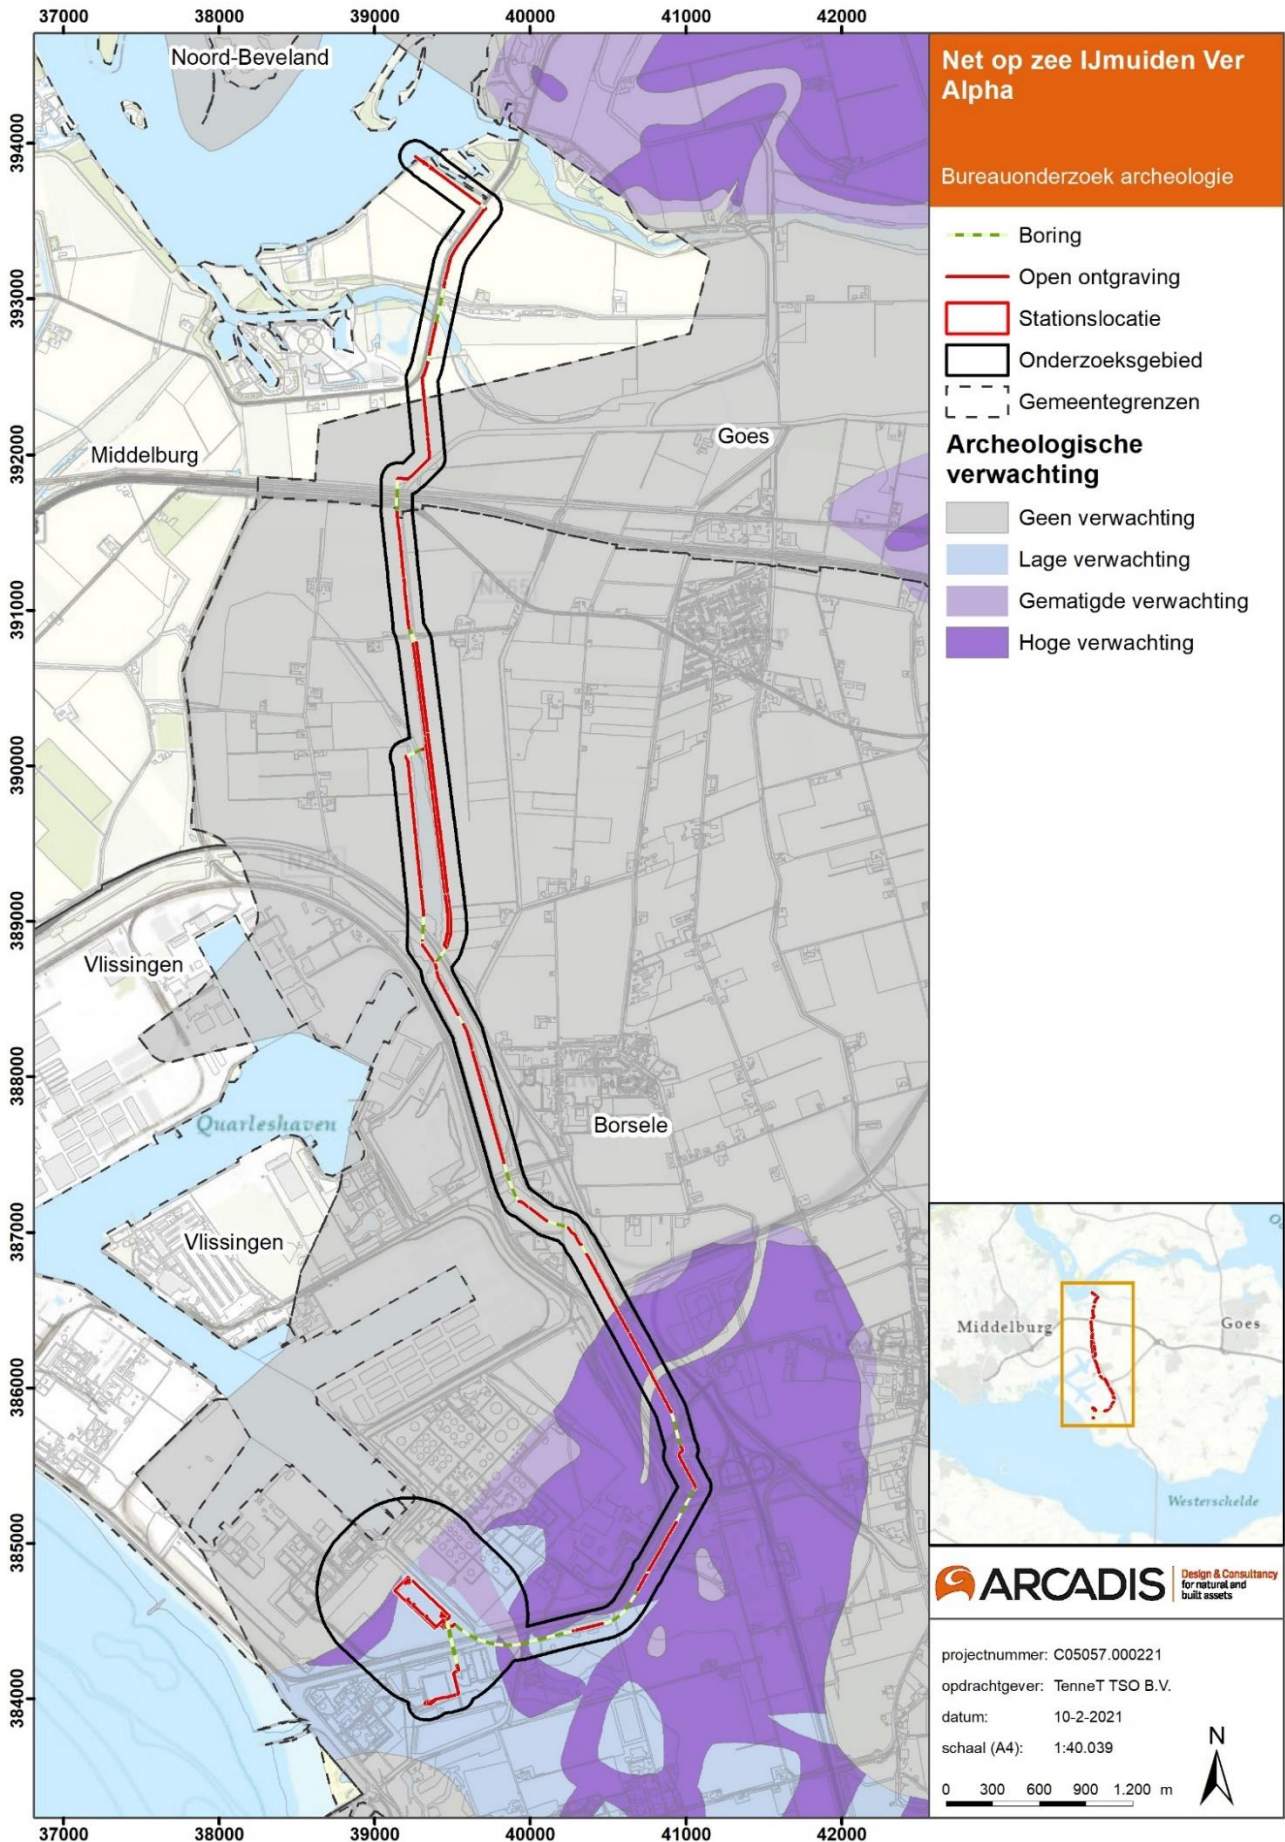 37000 38000 39000 40000 41000 42000
Noord-Beveland
394000
393000
392000
391000
390000
389000
388000
387000
386000
385000
384000
Goes
Middelburg
N665
Vlissingen
Quarleshaven
Borsele
Vlissingen
37000 38000 39000 40000 41000 42000
Net op zee IJmuiden Ver
Alpha
Bureauonderzoek archeologie
Boring
Open ontgraving
Stationslocatie
Onderzoeksgebied
Gemeentegrenzen
Archeologische
verwachting
Geen verwachting
Lage verwachting
Gematigde verwachting
Hoge verwachting
Middelburg
Goes
Westerschelde
ARCADIS
Design & Consultancy
for natural and
built assets
projectnummer: C05057.000221
opdrachtgever: TenneT TSO B.V.
datum: 10-2-2021
schaal (A4): 1:40.039
N
0 300 600 900 1.200 m